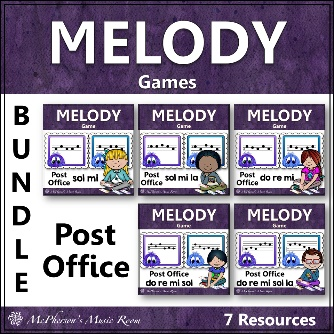 MELODY
Games
BUNDLE
Post
Office
MELODY
Game
Post
Office
sol mi
MELODY
Game
Post
Office
sol mi la
MELODY
Game
Post
Office
do re mi
MELODY
Game
Post
Office
do re mi sol
MELODY
Game
Post
Office
do re mi sol la
McPherson's Music Room
7 Resources